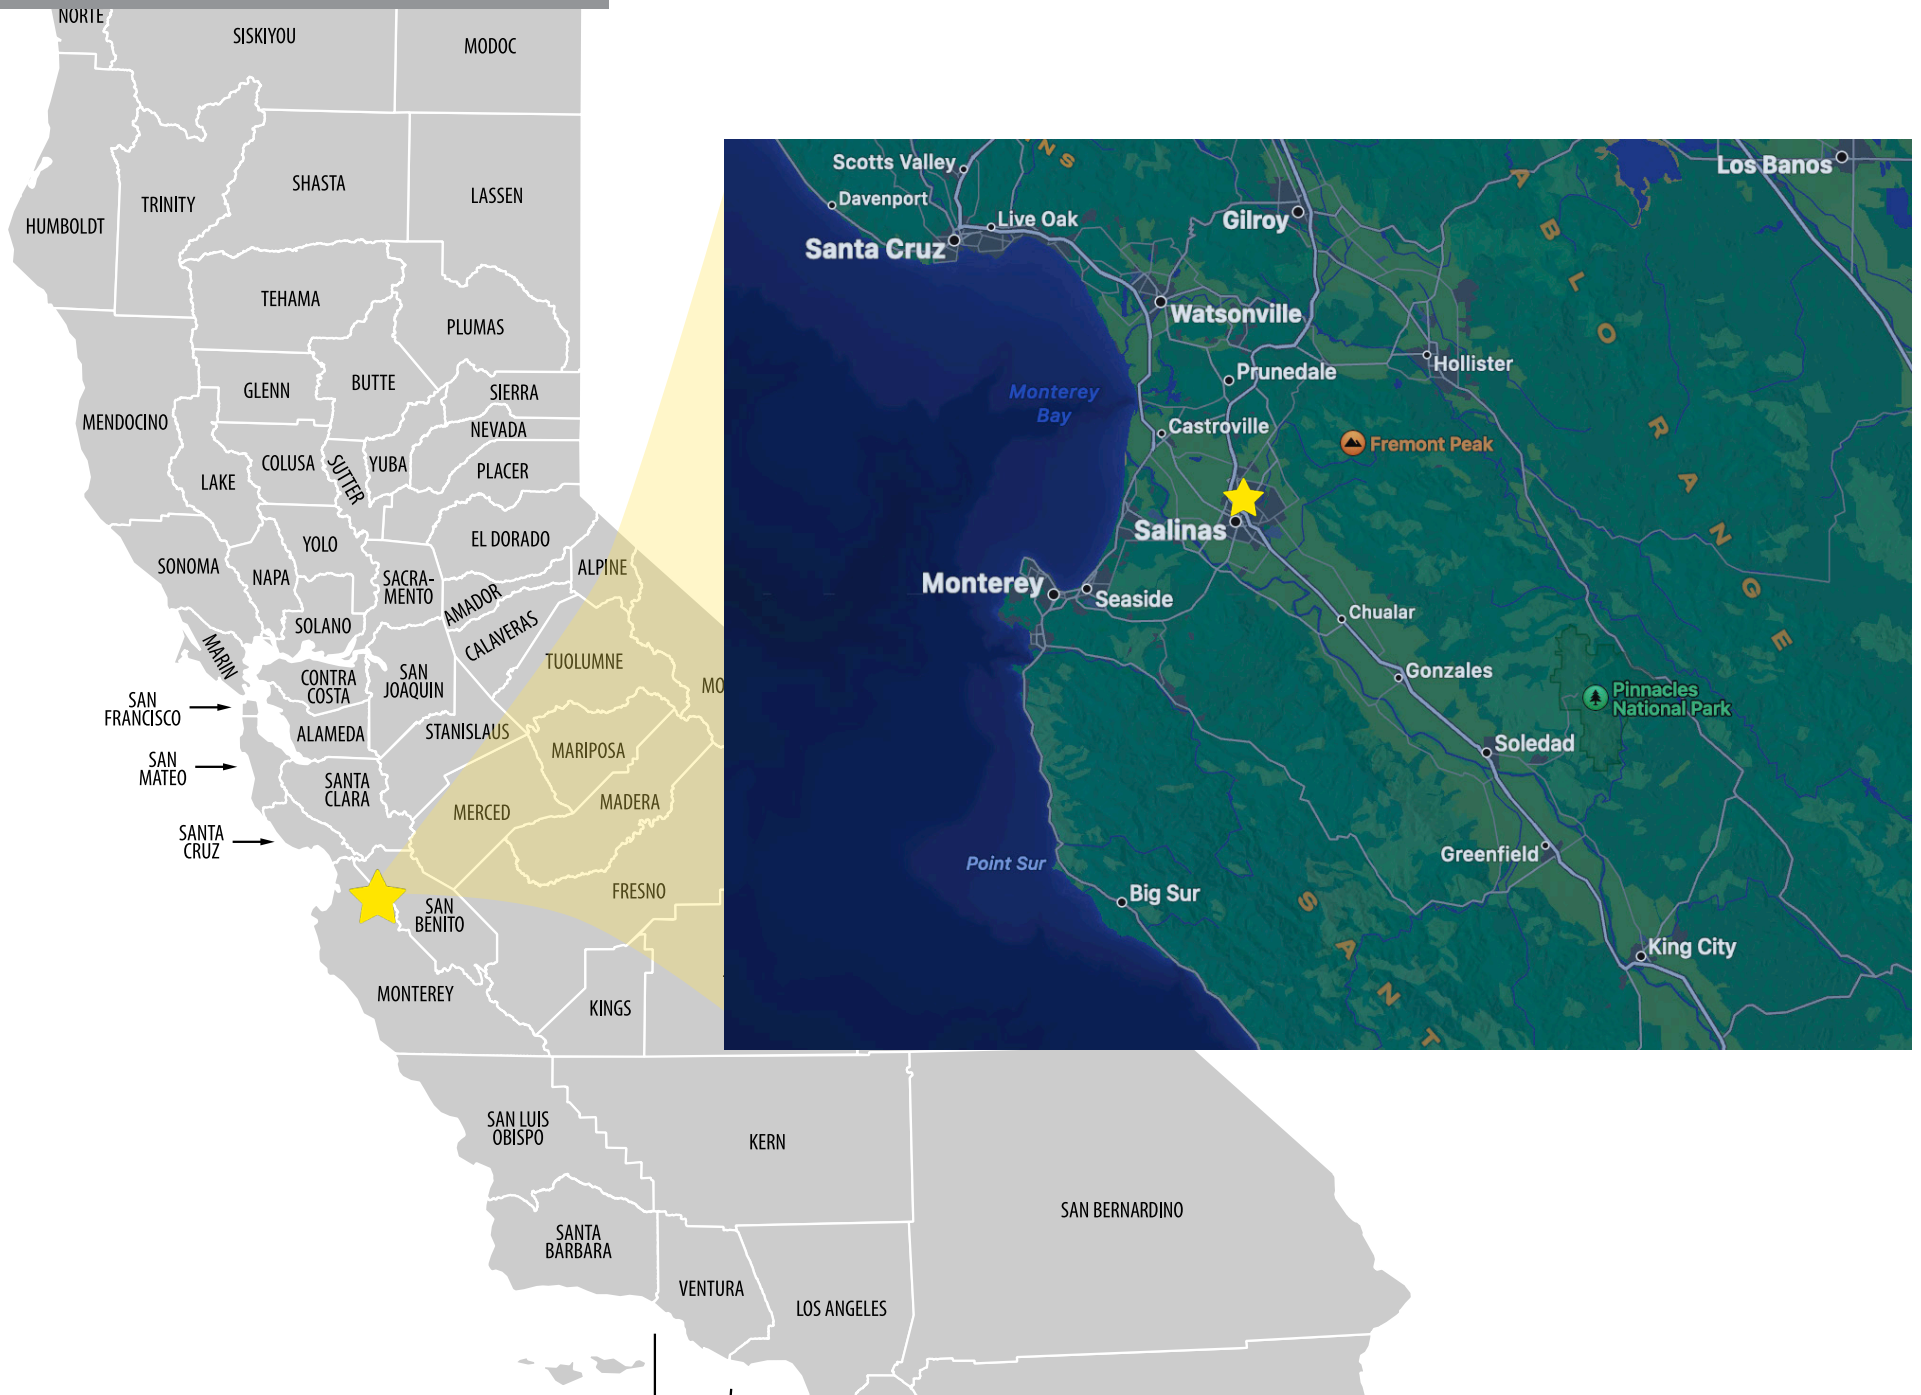 NORTE
SISKIYOU
MODOC
SHASTA
LASSEN
TRINITY
HUMBOLDT
TEHAMA
PLUMAS
BUTTE
GLENN
SIERRA
MENDOCINO
NEVADA
COLUSA
SUTTER
YUBA
PLACER
LAKE
EL DORADO
YOLO
SONOMA
NAPA
SACRA-
MENTO
ALPINE
AMADOR
SOLANO
CALAVERAS
MARIN
TUOLUMNE
CONTRA
COSTA
SAN
JOAQUIN
MO
SAN
FRANCISCO
ALAMEDA
STANISLAUS
MARIPOSA
SAN
MATEO
SANTA
CLARA
MERCED
MADERA
SANTA
CRUZ
FRESNO
SAN
BENITO
MONTEREY
KINGS
SAN LUIS
OBISPO
KERN
SAN BERNARDINO
SANTA
BARBARA
VENTURA
LOS ANGELES
N S
Scotts Valley
Los Banos
Davenport
Live Oak
Gilroy
Santa Cruz
Watsonville
Hollister
Prunedale
Monterey
Bay
Castroville
Fremont Peak
Salinas
Monterey
Seaside
Chualar
Gonzales
Pinnacles
National Park
Soledad
Greenfield
Point Sur
Big Sur
King City
A B L O R A N G E
S A N T